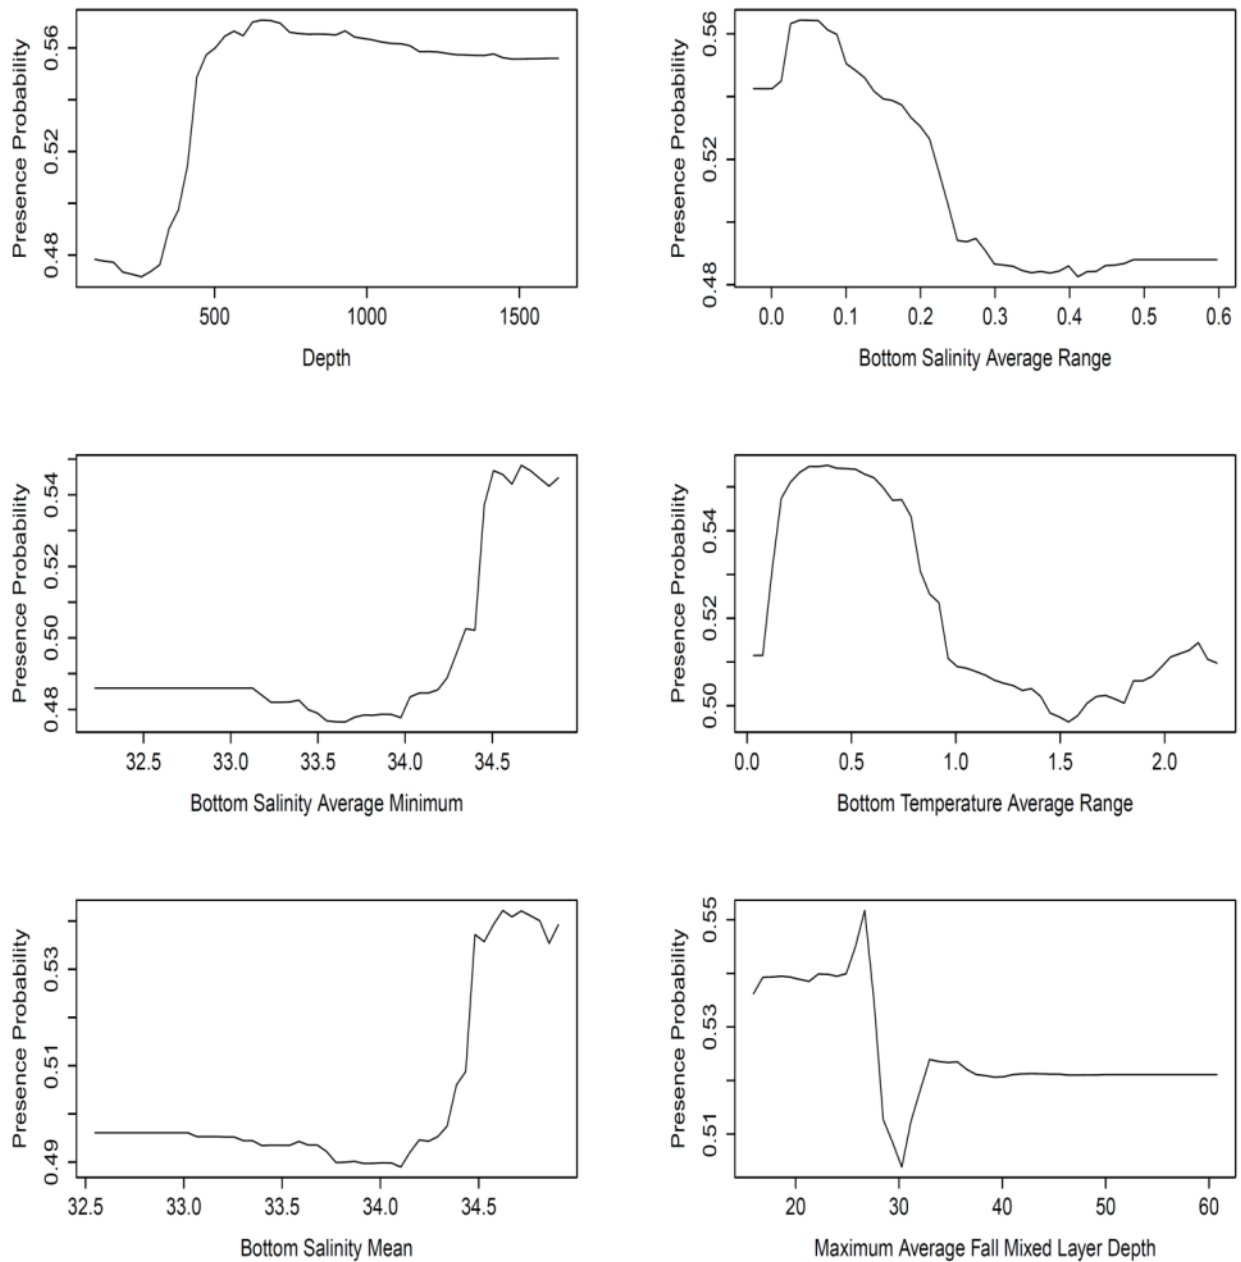 Presence Probability
0.56
0.52
0.48
500 1000 1500
Depth
Presence Probability
0.56
0.52
0.48
0.0 0.1 0.2 0.3 0.4 0.5 0.6
Bottom Salinity Average Range
Presence Probability
0.54
0.52
0.50
0.48
32.5 33.0 33.5 34.0 34.5
Bottom Salinity Average Minimum
Presence Probability
0.54
0.52
0.50
0.0 0.5 1.0 1.5 2.0
Bottom Temperature Average Range
Presence Probability
0.53
0.51
0.49
32.5 33.0 33.5 34.0 34.5
Bottom Salinity Mean
Presence Probability
0.55
0.53
0.51
20 30 40 50 60
Maximum Average Fall Mixed Layer Depth